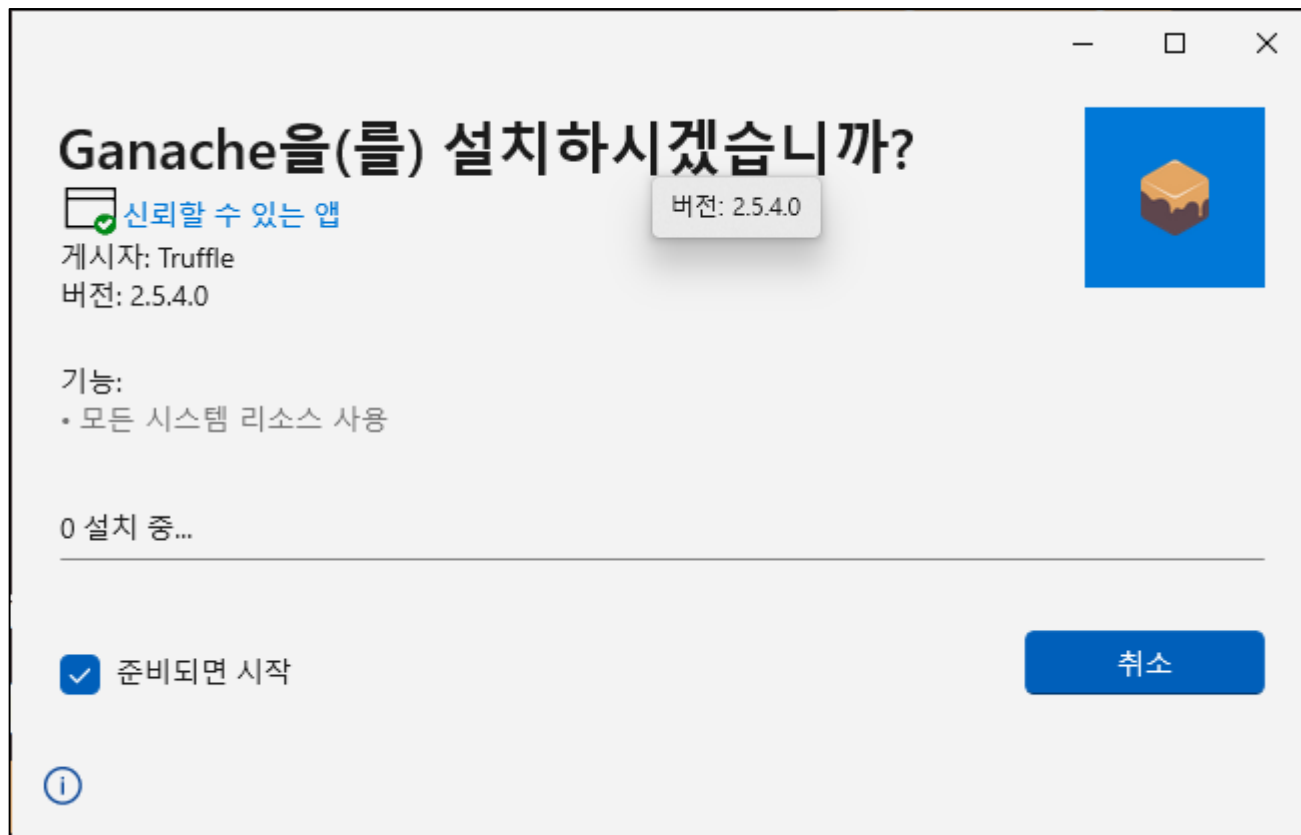 Ganache을(를) 설치하시겠습니까?
신뢰할 수 있는 앱
버전: 2.5.4.0
게시자: Truffle
버전: 2.5.4.0
기능:
• 모든 시스템 리소스 사용
0 설치 중...
준비되면 시작
취소